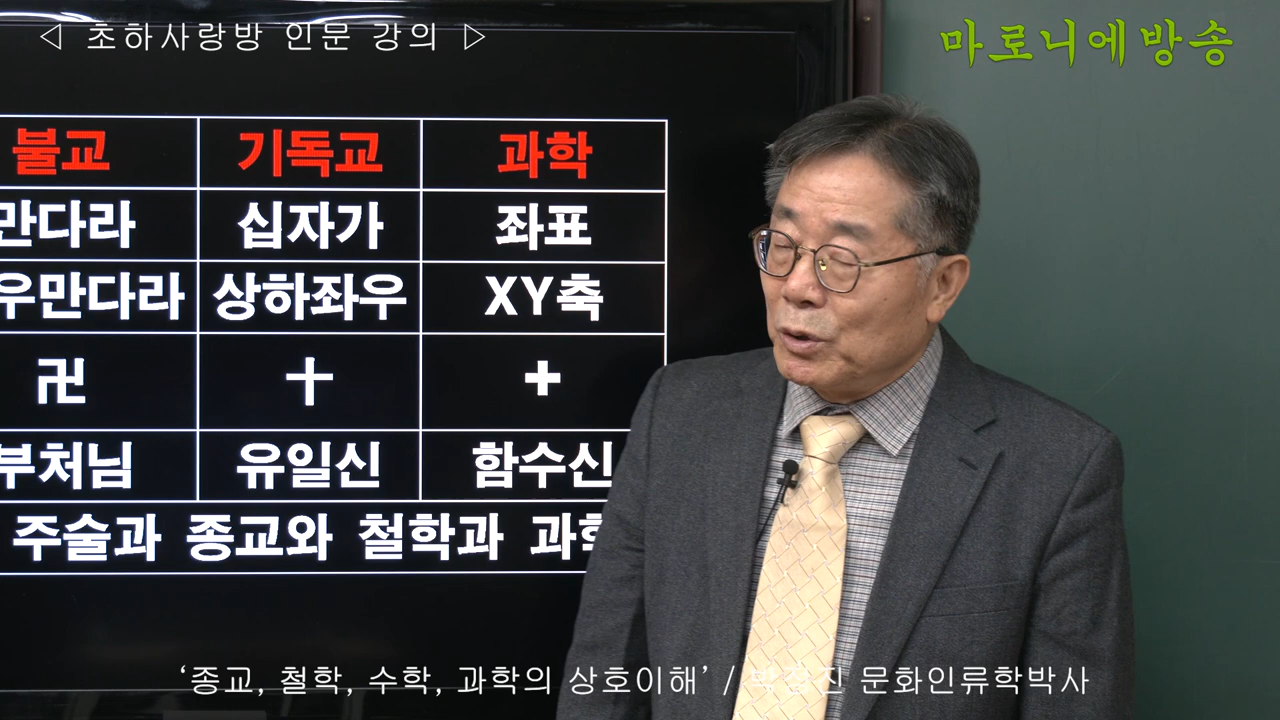 ◁ 초하사랑방 인문 강의 ▷
마로니에방송
불교 기독교 과학
만다라 십자가 좌표
우만다라 상하좌우 XY축
卍 十 +
부처님 유일신 함수신
주술과 종교와 철학과
'종교, 철학, 수학, 과학의 상호이해' / 문화인류학박사